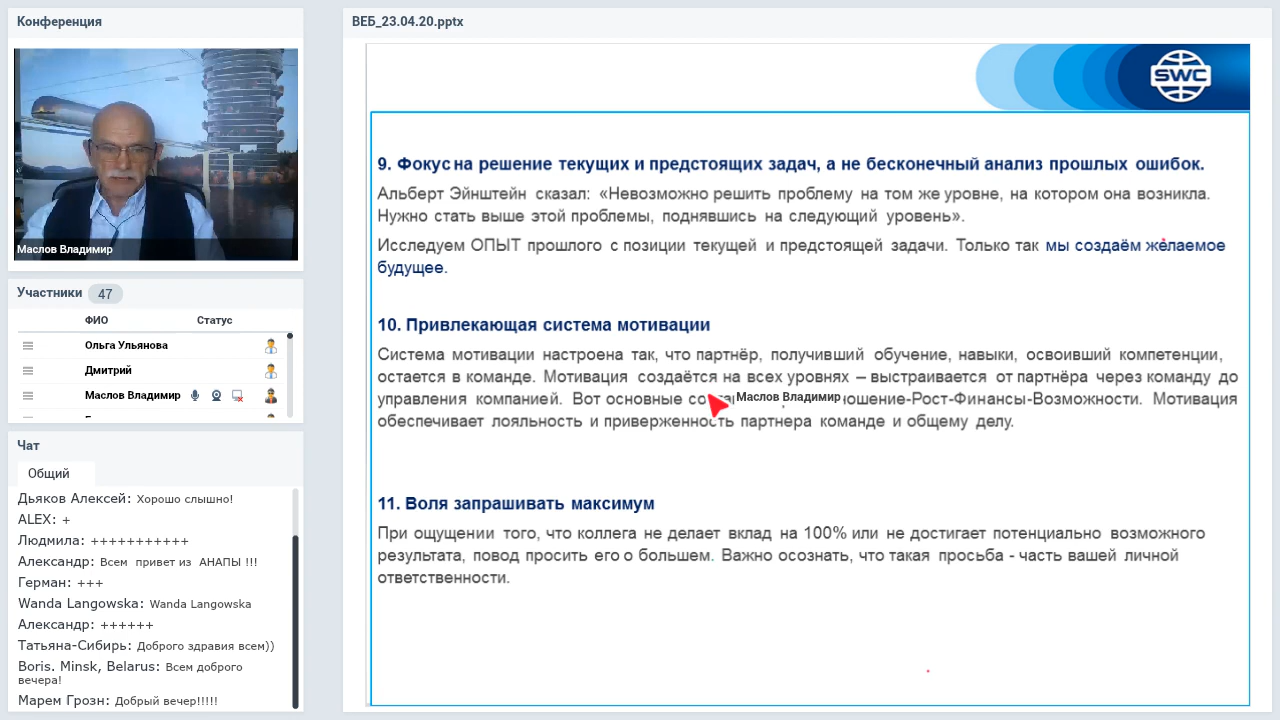 Конференция
Маслов Владимир
Участники 47
ФИО Статус
Ольга Ульянова
Дмитрий
Маслов Владимир
Чат
Общий
Дьяков Алексей: Хорошо слышно!
ALEX: +
Людмила: +++++++++++
Александр: Всем привет из АНАПЫ !!!
Герман: +++
Wanda Langowska: Wanda Langowska
Александр: ++++++
Татьяна-Сибирь: Доброго здравия всем))
Boris. Minsk, Belarus: Всем доброго
вечера!
Марем Грозн: Добрый вечер!!!!!
ВЕБ_23.04.20.pptx
SWC
9. Фокус на решение текущих и предстоящих задач, а не бесконечный анализ прошлых ошибок.
Альберт Эйнштейн сказал: «Невозможно решить проблему на том же уровне, на котором она возникла.
Нужно стать выше этой проблемы, поднявшись на следующий уровень».
Исследуем ОПЫТ прошлого с позиции текущей и предстоящей задачи. Только так мы создаём желаемое
будущее.
10. Привлекающая система мотивации
Система мотивации настроена так, что партнёр, получивший обучение, навыки, освоивший компетенции,
остается в команде. Мотивация создаётся на всех уровнях – выстраивается от партнёра через команду до
управления компанией. Вот основные Маслов Владимир ошение-Рост-Финансы-Возможности. Мотивация
обеспечивает лояльность и приверженность партнера команде и общему делу.
11. Воля запрашивать максимум
При ощущении того, что коллега не делает вклад на 100% или не достигает потенциально возможного
результата, повод просить его о большем. Важно осознать, что такая просьба - часть вашей личной
ответственности.